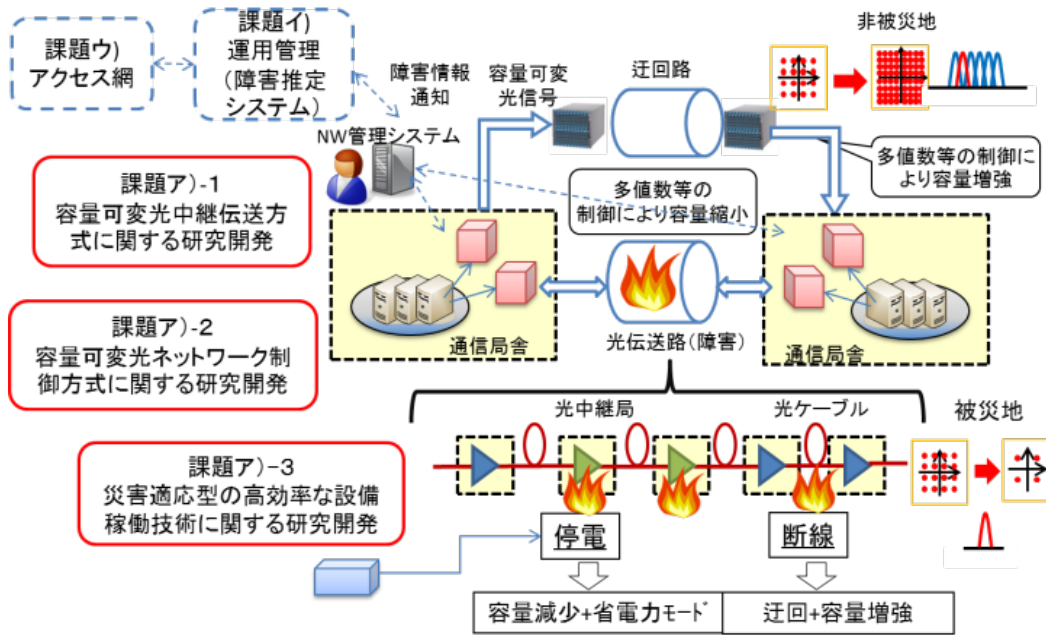 課題ウ)
アクセス網
課題イ)
運用管理
(障害推定
システム)
障害情報
通知
容量可変
光信号
迂回路
非被災地
NW管理システム
多値数等の制御に
より容量増強
課題ア)-1
容量可変光中継伝送方
式に関する研究開発
多値数等の
制御により容量縮小
課題ア)-2
容量可変光ネットワーク制
御方式に関する研究開発
通信局舎
光伝送路(障害)
通信局舎
光中継局
光ケーブル
被災地
課題ア)-3
災害適応型の高効率な設備
稼働技術に関する研究開発
停電
断線
容量減少+省電力モード
迂回+容量増強